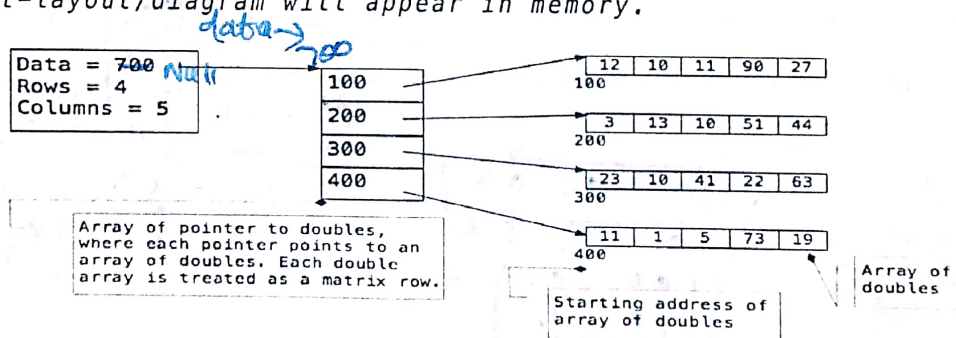 t-layout/diagram will appear in memory.
data→
700
Data = 700 Null
Rows = 4
Columns = 5
100
200
300
400
12 10 11 90 27
100
3 13 10 51 44
200
23 10 41 22 63
300
11 1 5 73 19
400
Array of pointer to doubles,
where each pointer points to an
array of doubles. Each double
array is treated as a matrix row.
Starting address of
array of doubles
Array of
doubles